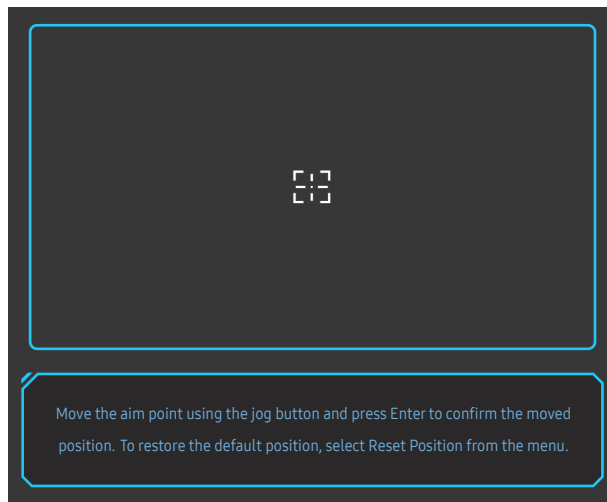 Move the aim point using the jog button and press Enter to confirm the moved
position. To restore the default position, select Reset Position from the menu.